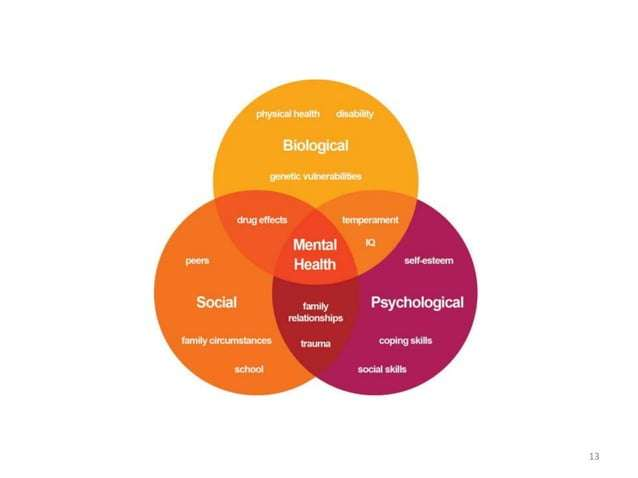 physical health disability
Biological
genetic vulnerabilities
drug effects temperament
Mental
Health
IQ
peers
self-esteem
Social
family
relationships
Psychological
family circumstances
trauma
coping skills
school
social skills
13